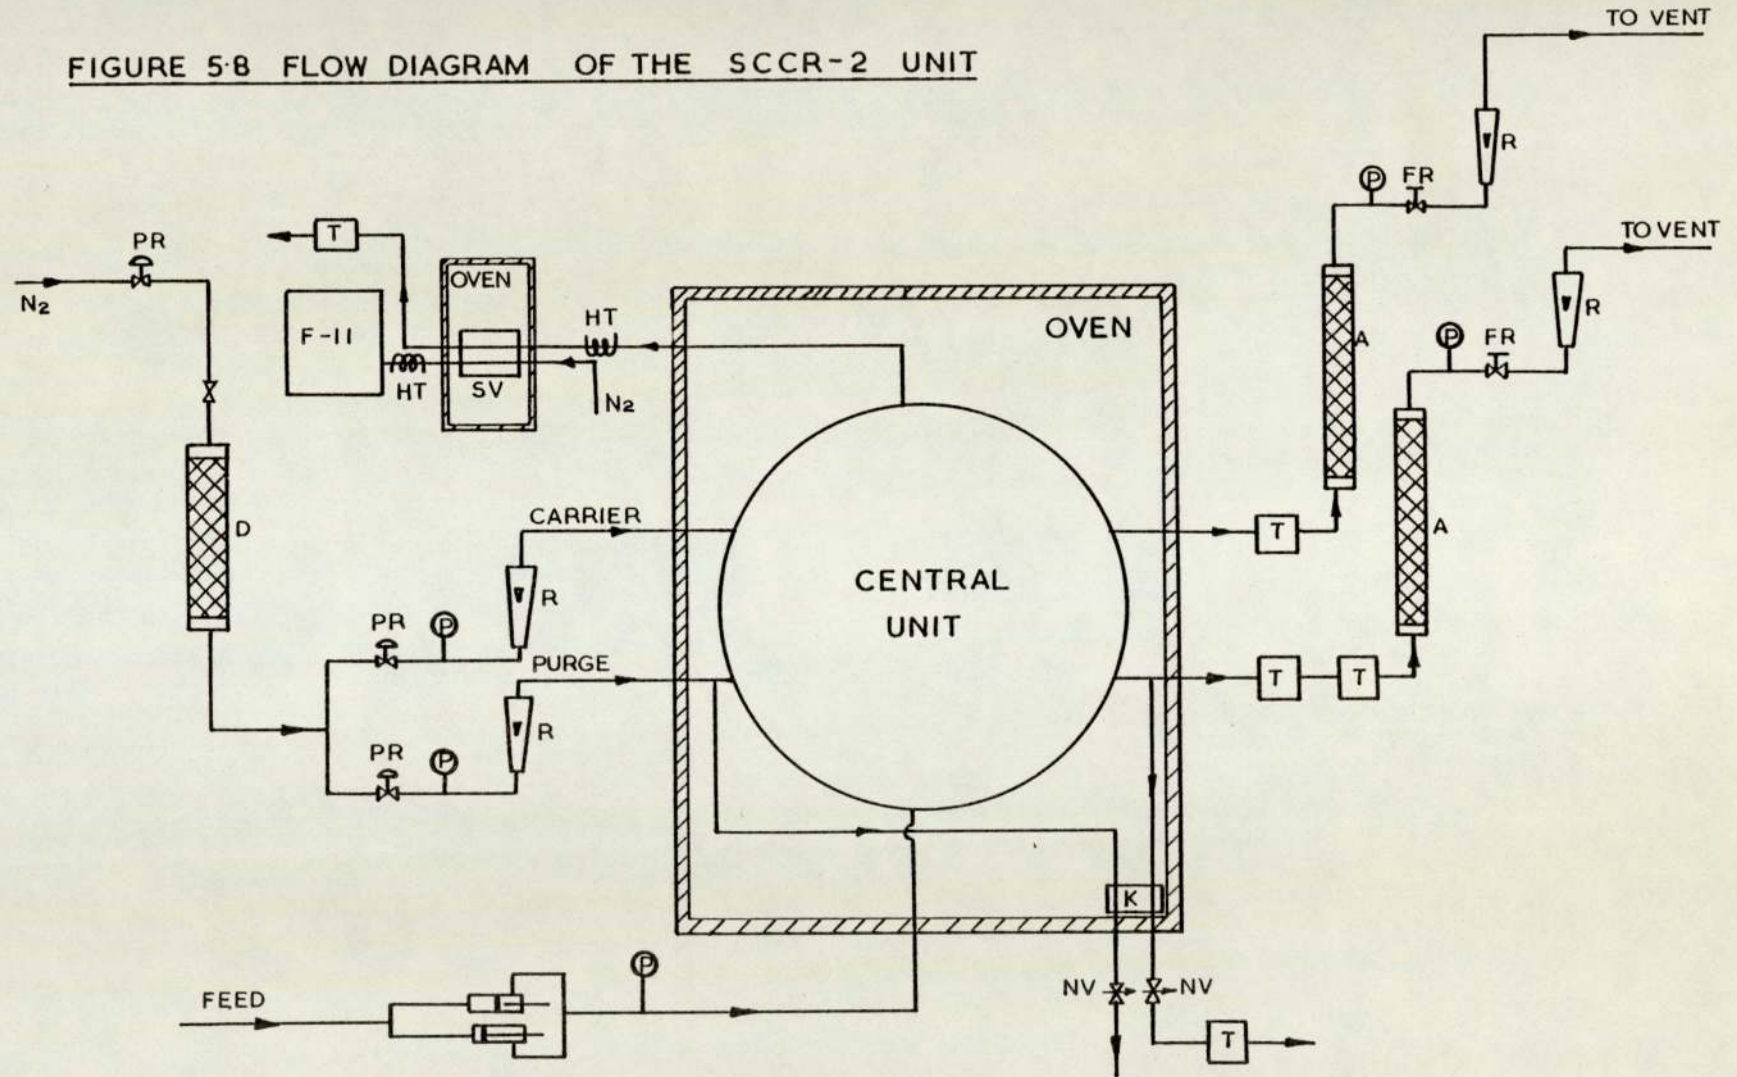 FIGURE 5·8 FLOW DIAGRAM OF THE SCCR-2 UNIT
TO VENT
R
P FR
TO VENT
R
P FR
A
A
PR
N2
T
OVEN
F-11
HT
HT
SV
N2
OVEN
D
CARRIER
R
PR P
PURGE
R
PR P
CENTRAL
UNIT
T
T T
K
NV NV
T
FEED
P